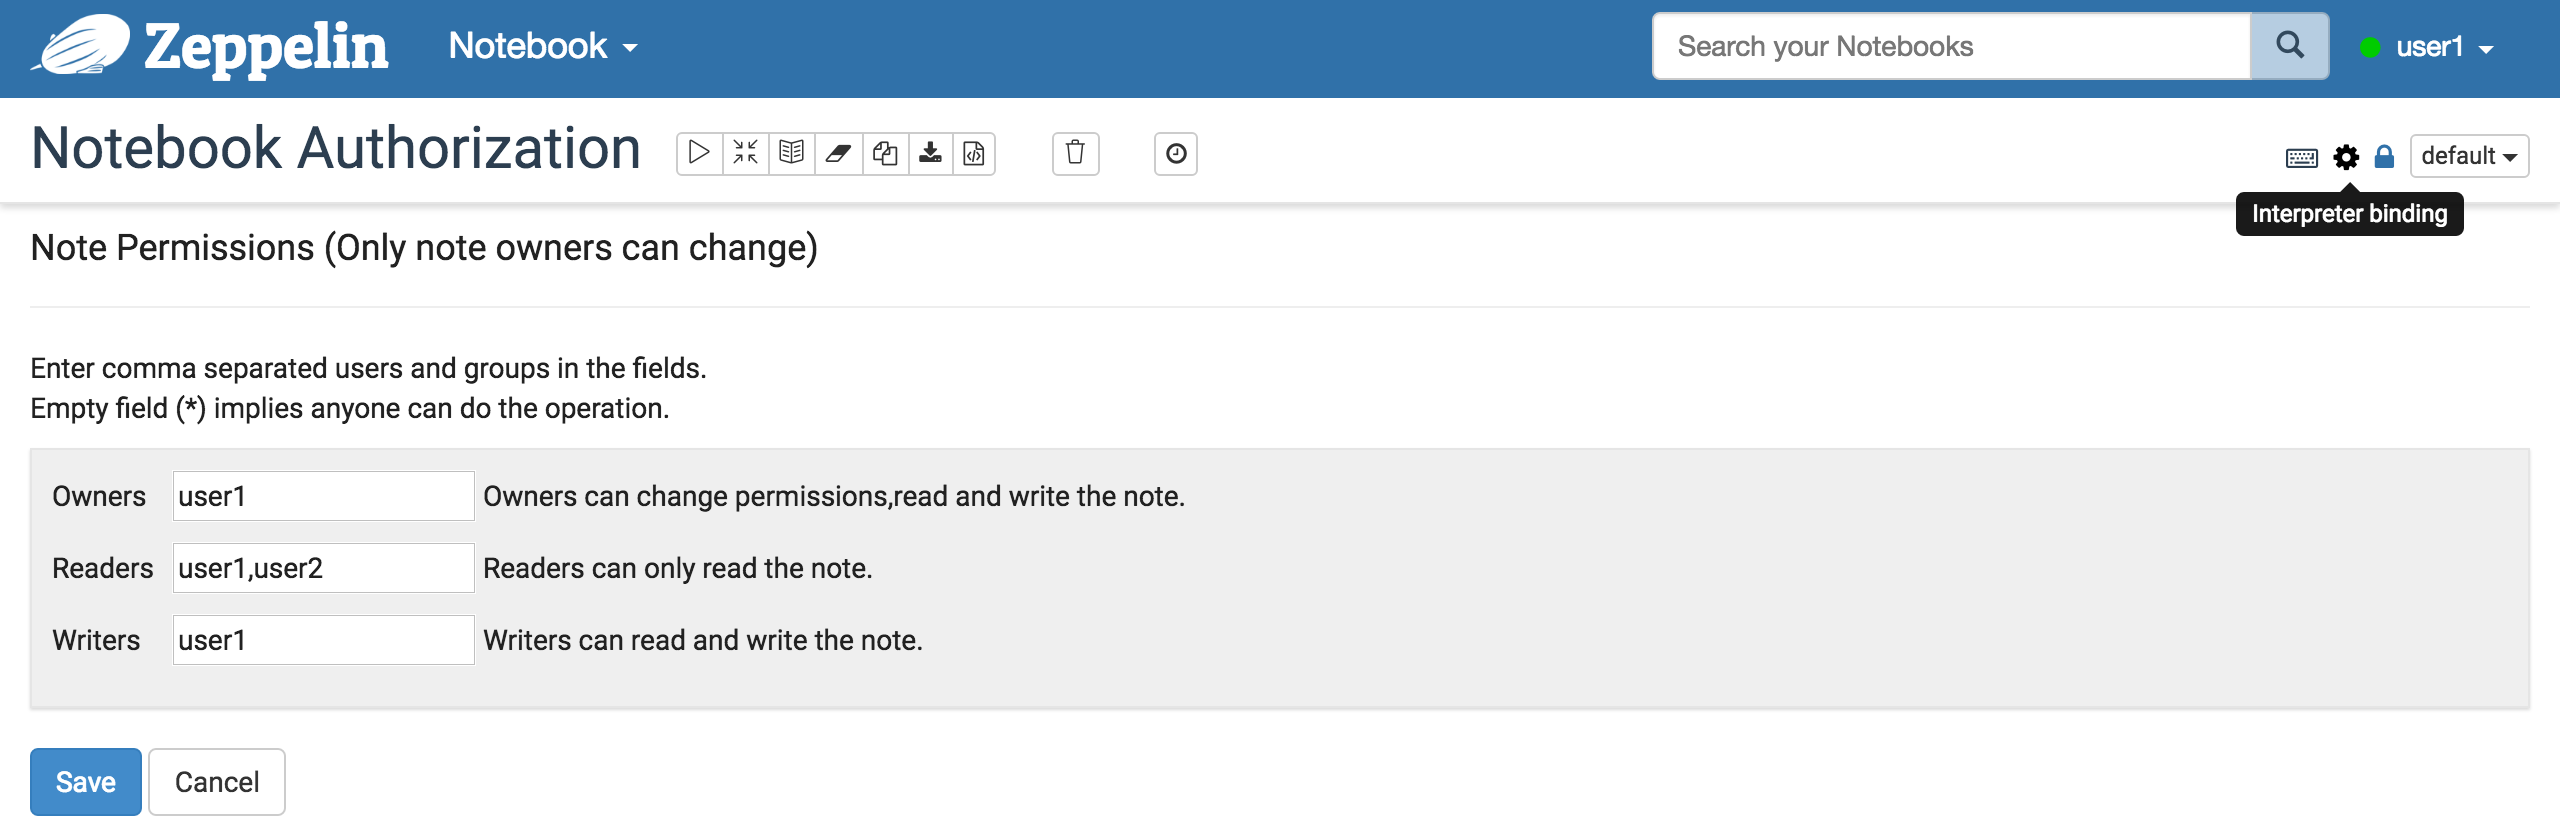 Zeppelin Notebook Search your Notebooks user1
Notebook Authorization default
Interpreter binding
Note Permissions (Only note owners can change)
Enter comma separated users and groups in the fields.
Empty field (*) implies anyone can do the operation.
Owners user1 Owners can change permissions,read and write the note.
Readers user1,user2 Readers can only read the note.
Writers user1 Writers can read and write the note.
Save Cancel